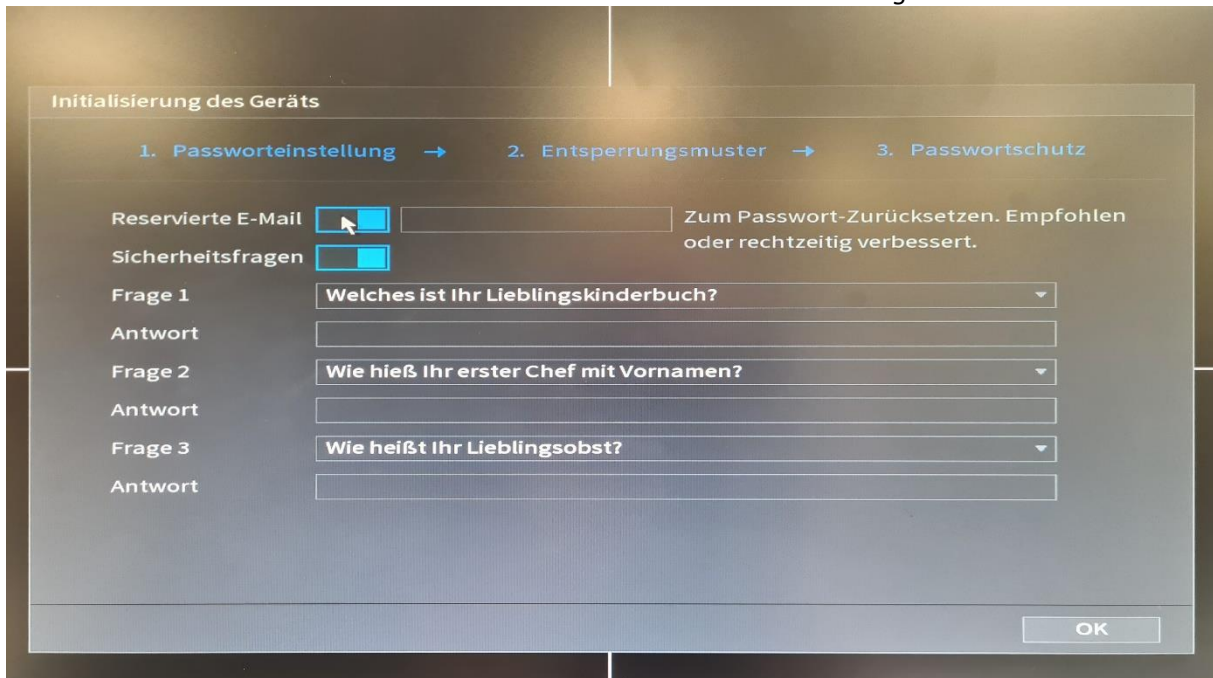 Initialisierung des Geräts
1. Passworteinstellung → 2. Entsperrungsmuster → 3. Passwortschutz
Reservierte E-Mail
Zum Passwort-Zurücksetzen. Empfohlen
oder rechtzeitig verbessert.
Sicherheitsfragen
Frage 1 Welches ist Ihr Lieblingskinderbuch?
Antwort
Frage 2 Wie hieß Ihr erster Chef mit Vornamen?
Antwort
Frage 3 Wie heißt Ihr Lieblingsobst?
Antwort
OK